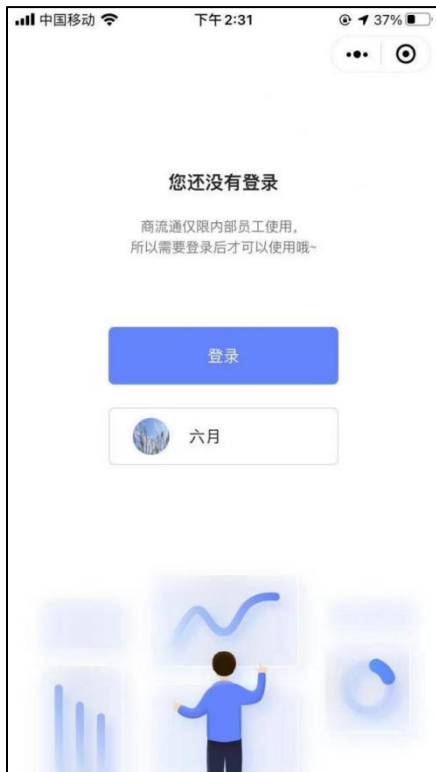 中国移动
下午2:31
37%
您还没有登录
商流通仅限内部员工使用，
所以需要登录后才可以使用哦~
登录
六月